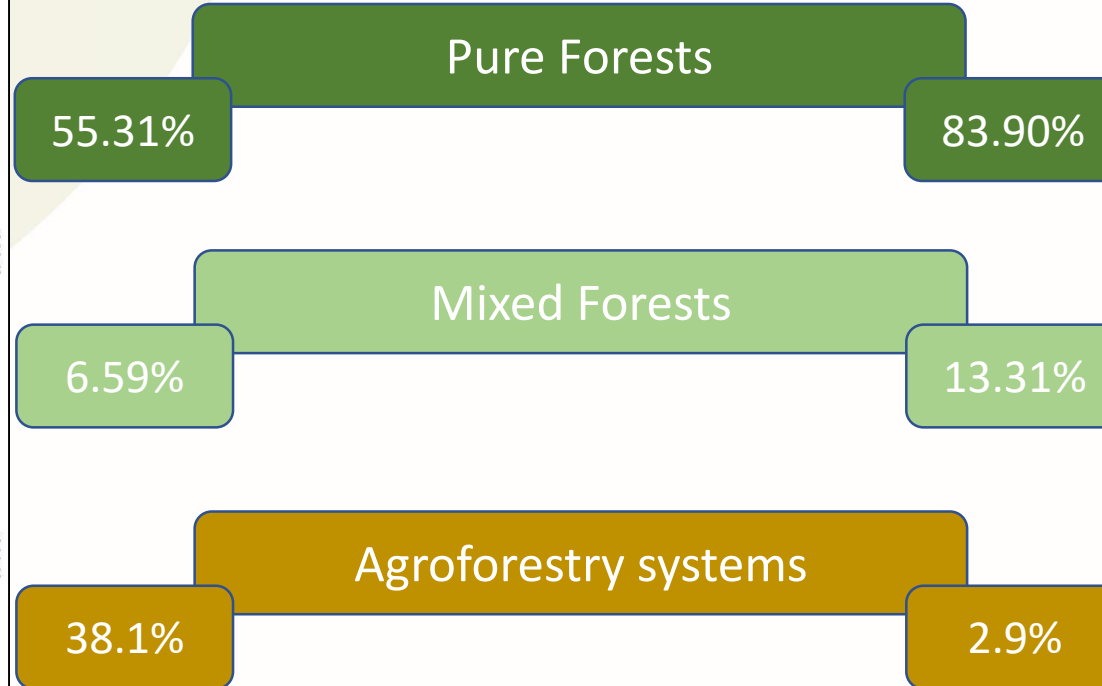 Pure Forests
55.31%
83.90%
Mixed Forests
6.59%
13.31%
Agroforestry systems
38.1%
2.9%